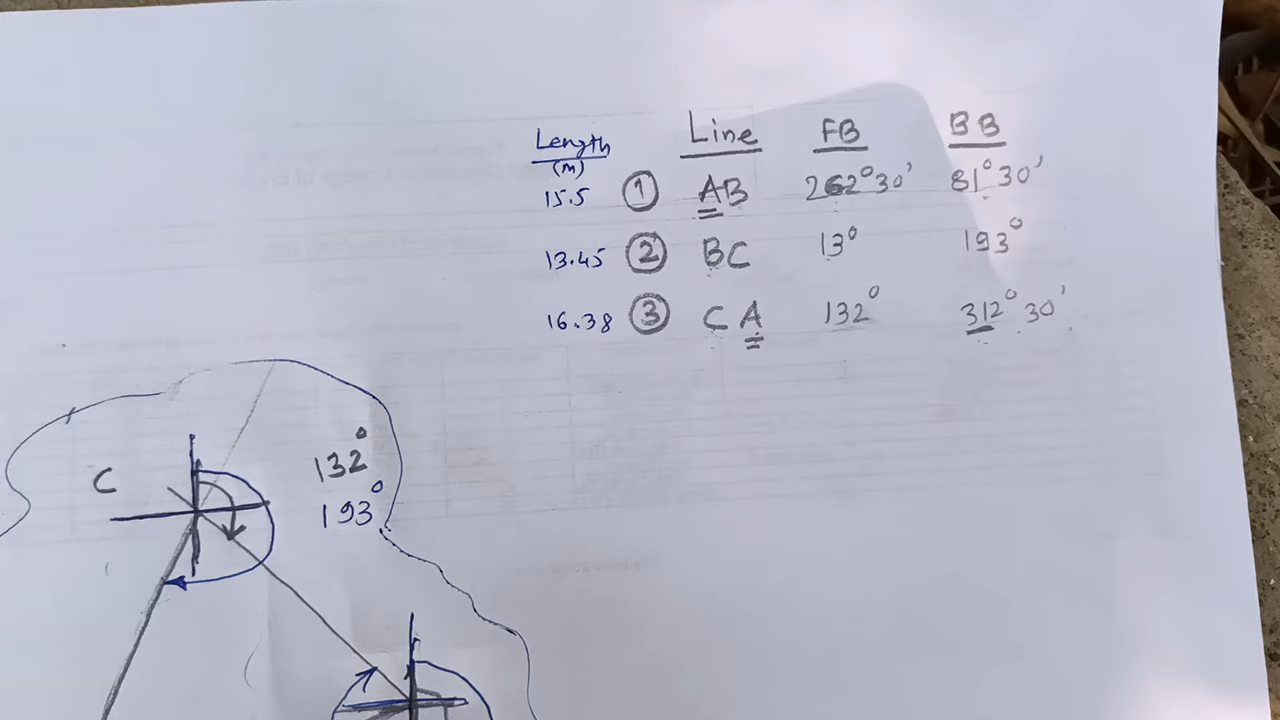 Length Line FB BB
(M)
15.5 ① AB 262°30' 81°30'
13.45 ② BC 13° 193°
16.38 ③ CA 132° 312°30'
C 132°
193°